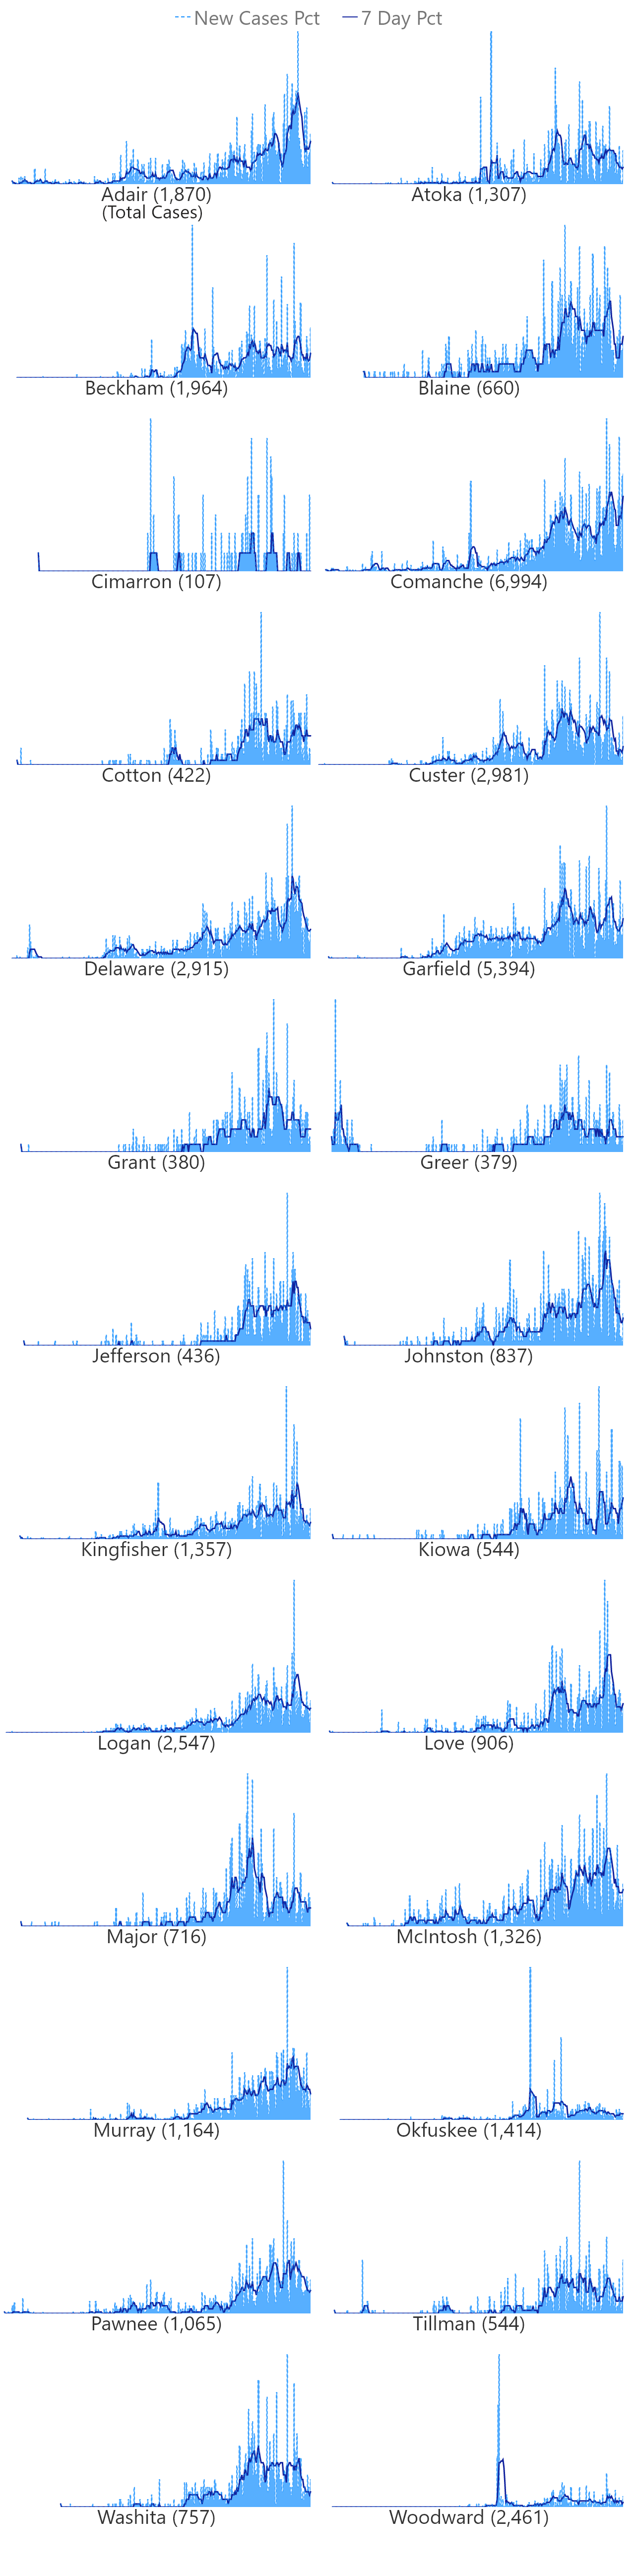 New Cases Pct 7 Day Pct
Adair (1,870) Atoka (1,307)
(Total Cases)
Beckham (1,964) Blaine (660)
Cimarron (107) Comanche (6,994)
Cotton (422) Custer (2,981)
Delaware (2,915) Garfield (5,394)
Grant (380) Greer (379)
Jefferson (436) Johnston (837)
Kingfisher (1,357) Kiowa (544)
Logan (2,547) Love (906)
Major (716) McIntosh (1,326)
Murray (1,164) Okfuskee (1,414)
Pawnee (1,065) Tillman (544)
Washita (757) Woodward (2,461)